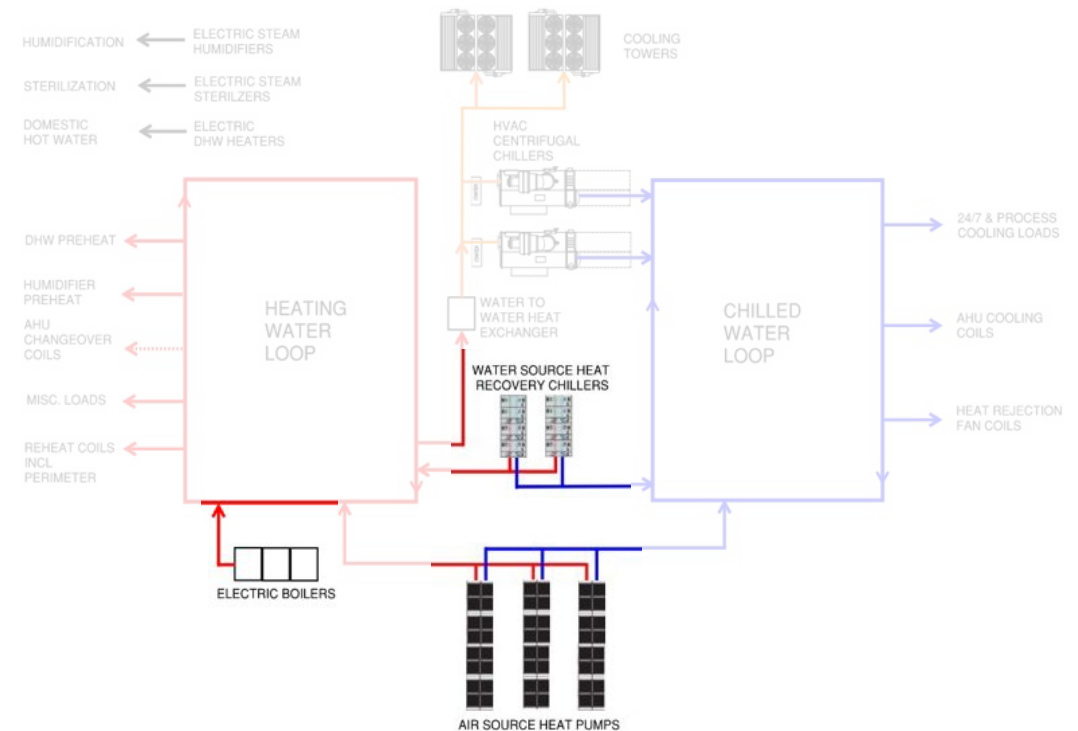 HUMIDIFICATION
ELECTRIC STEAM
HUMIDIFIERS
STERILIZATION
ELECTRIC STEAM
STERILZERS
DOMESTIC
HOT WATER
ELECTRIC
DHW HEATERS
COOLING
TOWERS
HVAC
CENTRIFUGAL
CHILLERS
DHW PREHEAT
HUMIDIFIER
PREHEAT
AHU
CHANGEOVER
COILS
MISC. LOADS
REHEAT COILS
INCL
PERIMETER
HEATING
WATER
LOOP
WATER TO
WATER HEAT
EXCHANGER
WATER SOURCE HEAT
RECOVERY CHILLERS
CHILLED
WATER
LOOP
24/7 & PROCESS
COOLING LOADS
AHU COOLING
COILS
HEAT REJECTION
FAN COILS
ELECTRIC BOILERS
AIR SOURCE HEAT PUMPS